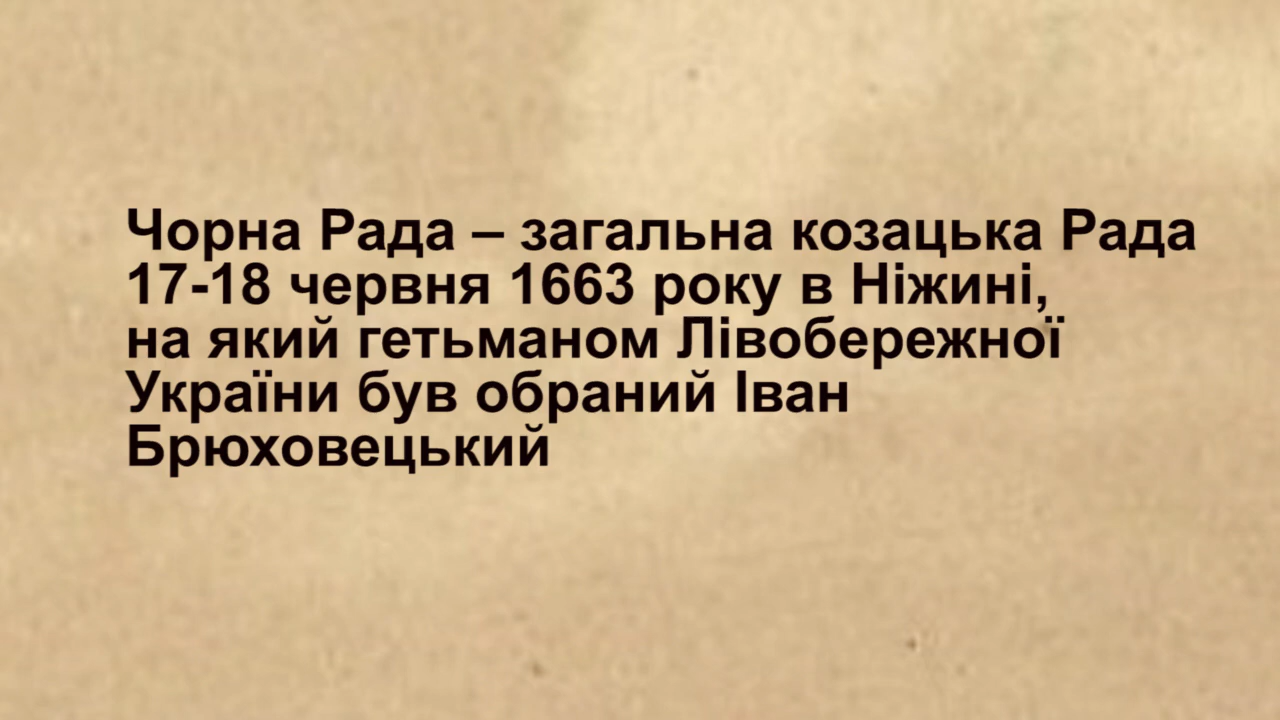 Чорна Рада – загальна козацька Рада
17-18 червня 1663 року в Ніжині,
на який гетьманом Лівобережної
України був обраний Іван
Брюховецький